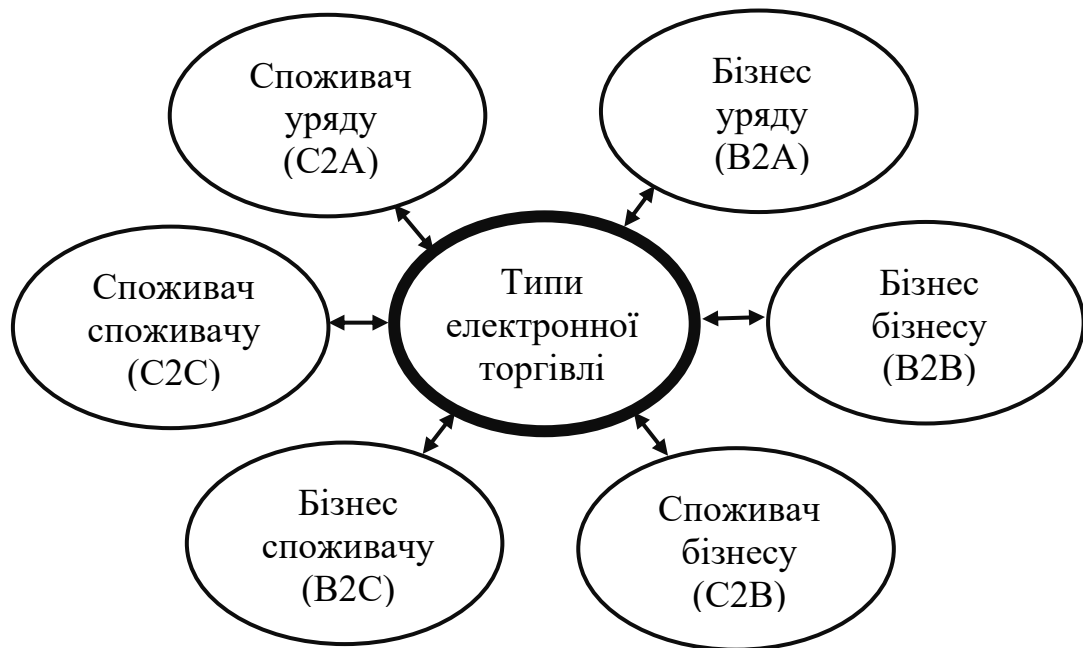 Споживач
уряду
(C2A)
Бізнес
уряду
(B2A)
Споживач
споживачу
(C2C)
Типи
електронної
торгівлі
Бізнес
бізнесу
(B2B)
Бізнес
споживачу
(B2C)
Споживач
бізнесу
(C2B)